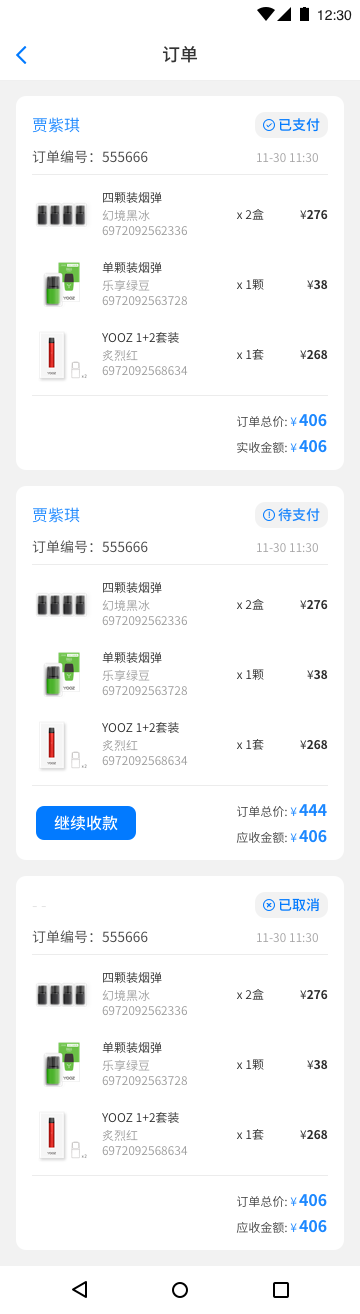 12:30
订单
贾紫琪 已支付
订单编号：555666 11-30 11:30
四颗装烟弹
幻境黑冰 x 2盒 ¥276
6972092562336
单颗装烟弹
乐享绿豆 x 1颗 ¥38
6972092563728
YOOZ 1+2套装
炙烈红 x 1套 ¥268
6972092568634
订单总价: ¥ 406
实收金额: ¥ 406
贾紫琪 待支付
订单编号：555666 11-30 11:30
四颗装烟弹
幻境黑冰 x 2盒 ¥276
6972092562336
单颗装烟弹
乐享绿豆 x 1颗 ¥38
6972092563728
YOOZ 1+2套装
炙烈红 x 1套 ¥268
6972092568634
订单总价: ¥ 444
继续收款 应收金额: ¥ 406
-- 已取消
订单编号：555666 11-30 11:30
四颗装烟弹
幻境黑冰 x 2盒 ¥276
6972092562336
单颗装烟弹
乐享绿豆 x 1颗 ¥38
6972092563728
YOOZ 1+2套装
炙烈红 x 1套 ¥268
6972092568634
订单总价: ¥ 406
应收金额: ¥ 406